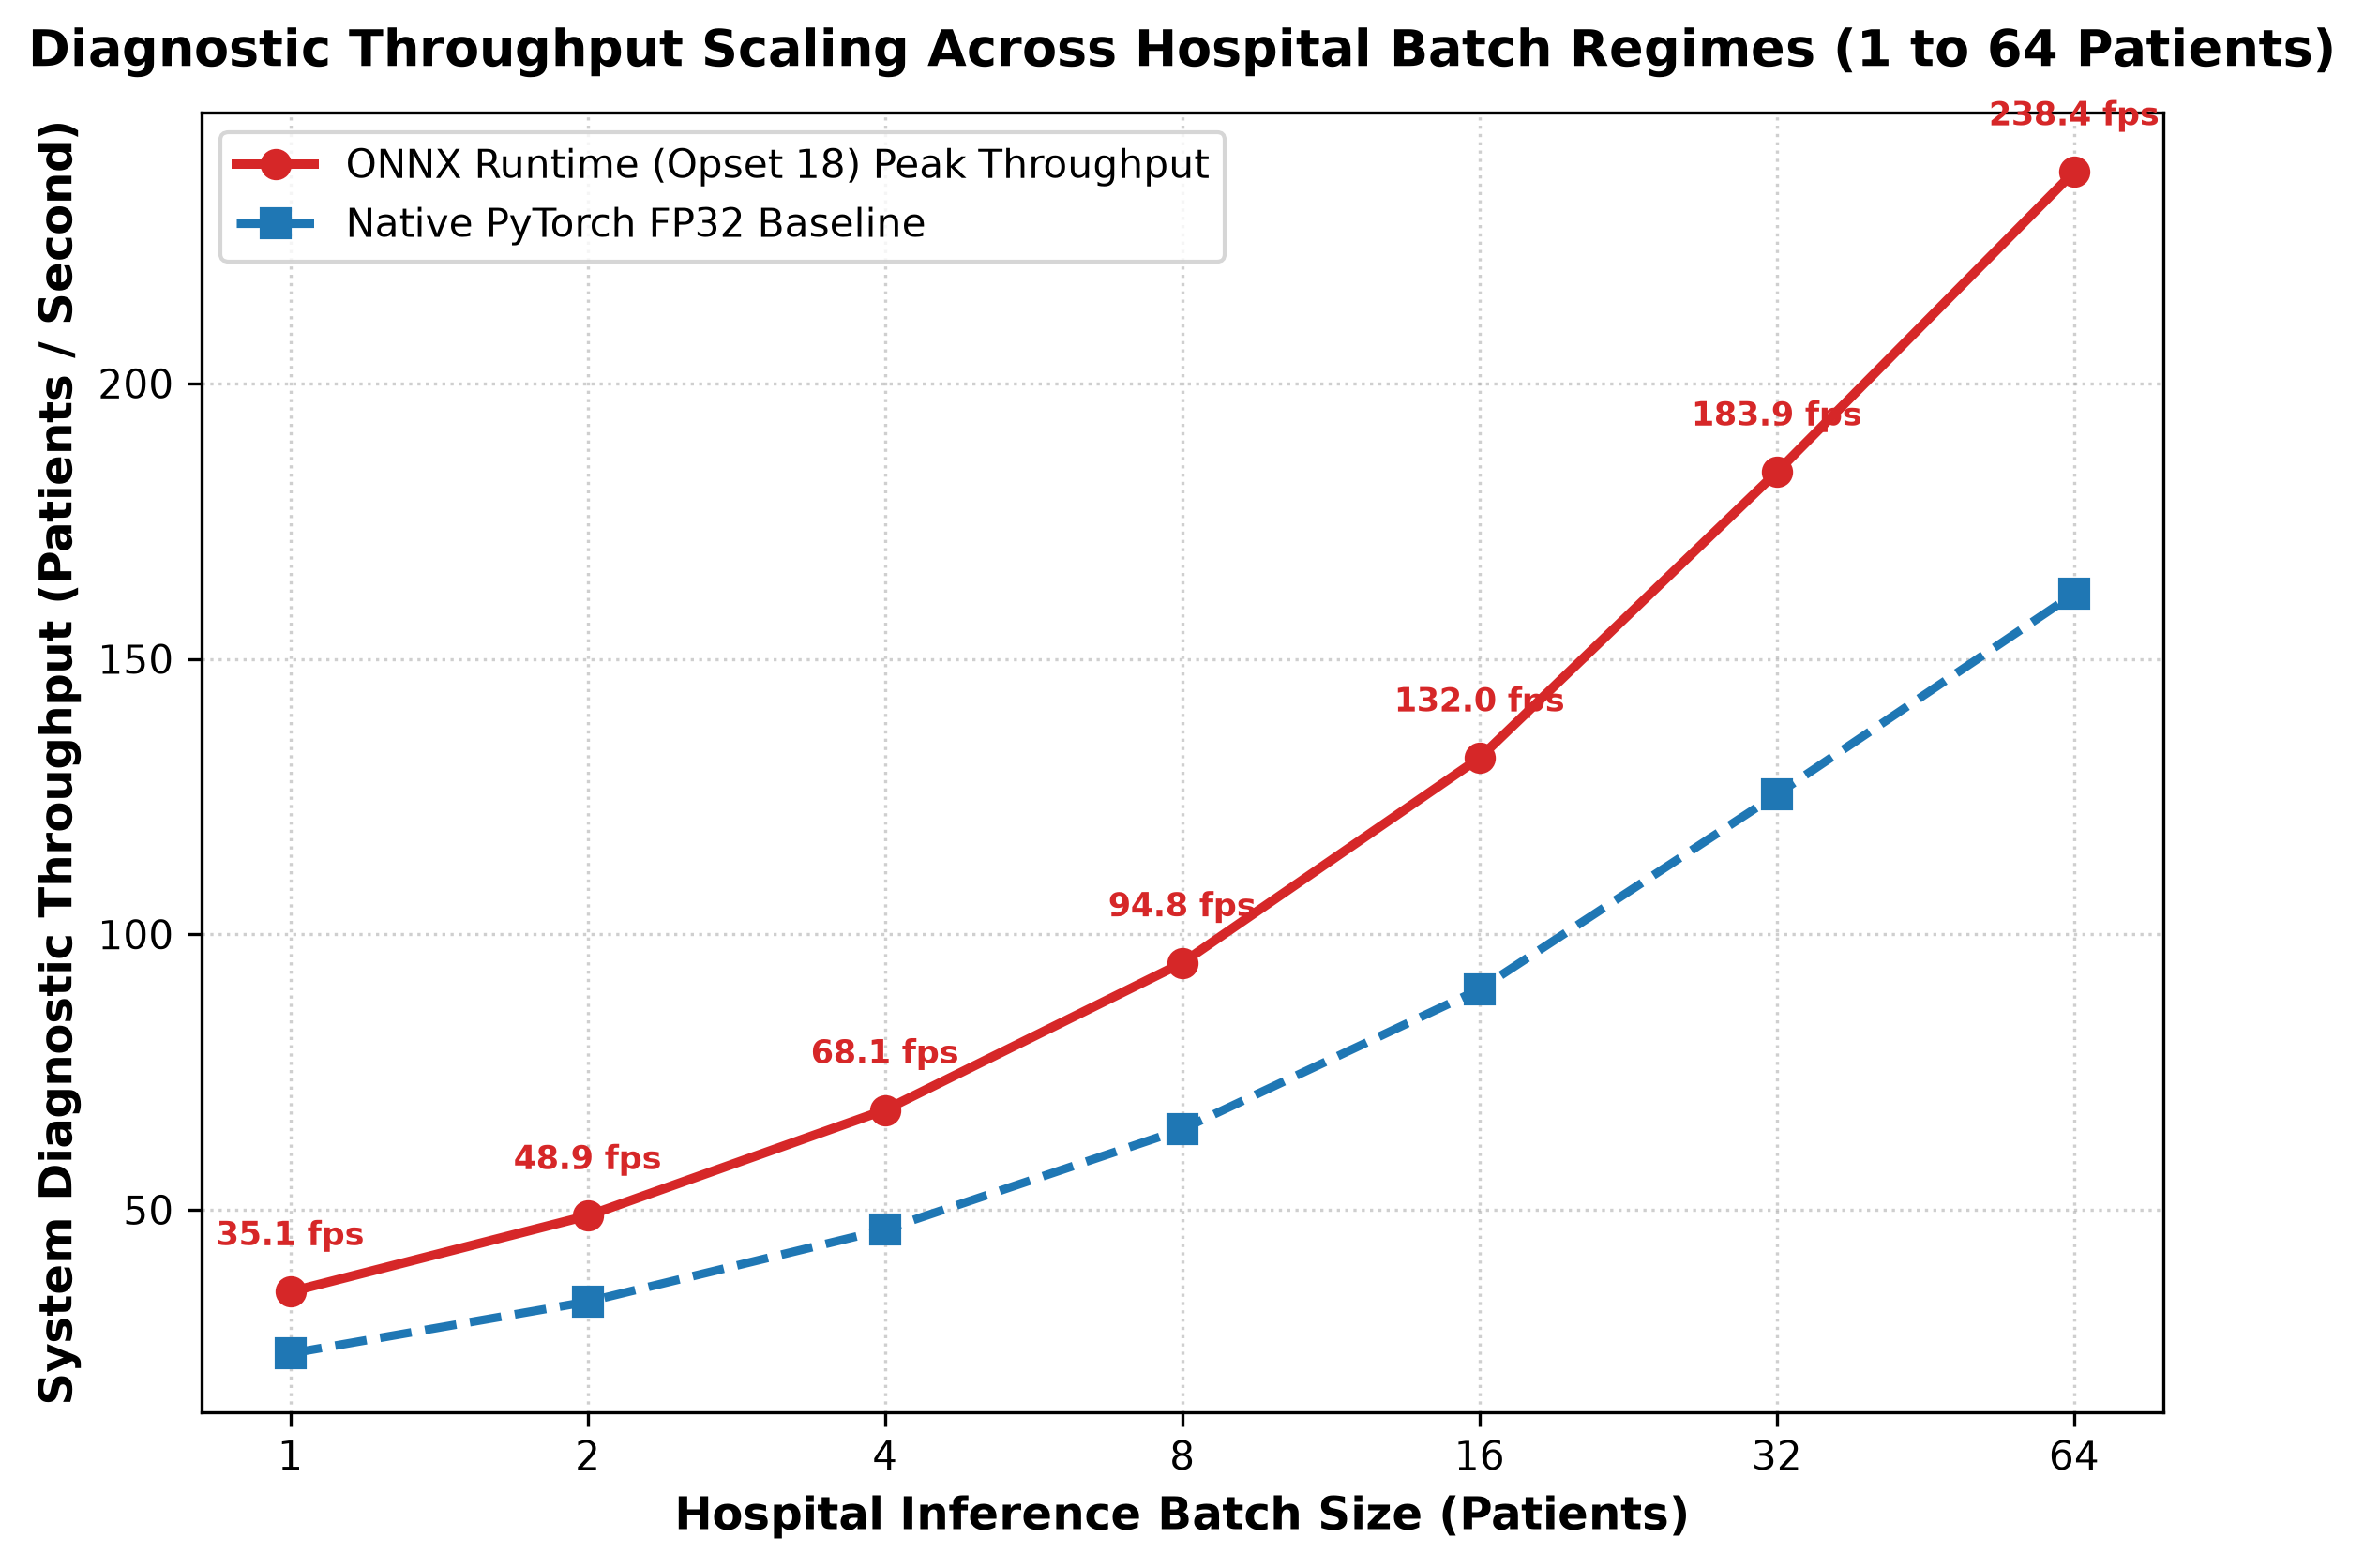 Diagnostic Throughput Scaling Across Hospital Batch Regimes (1 to 64 Patients)
238.4 fps
ONNX Runtime (Opset 18) Peak Throughput
Native PyTorch FP32 Baseline
System Diagnostic Throughput (Patients / Second)
200
183.9 fps
150
132.0 fps
100
94.8 fps
68.1 fps
48.9 fps
50
35.1 fps
1
2
4
8
16
32
64
Hospital Inference Batch Size (Patients)